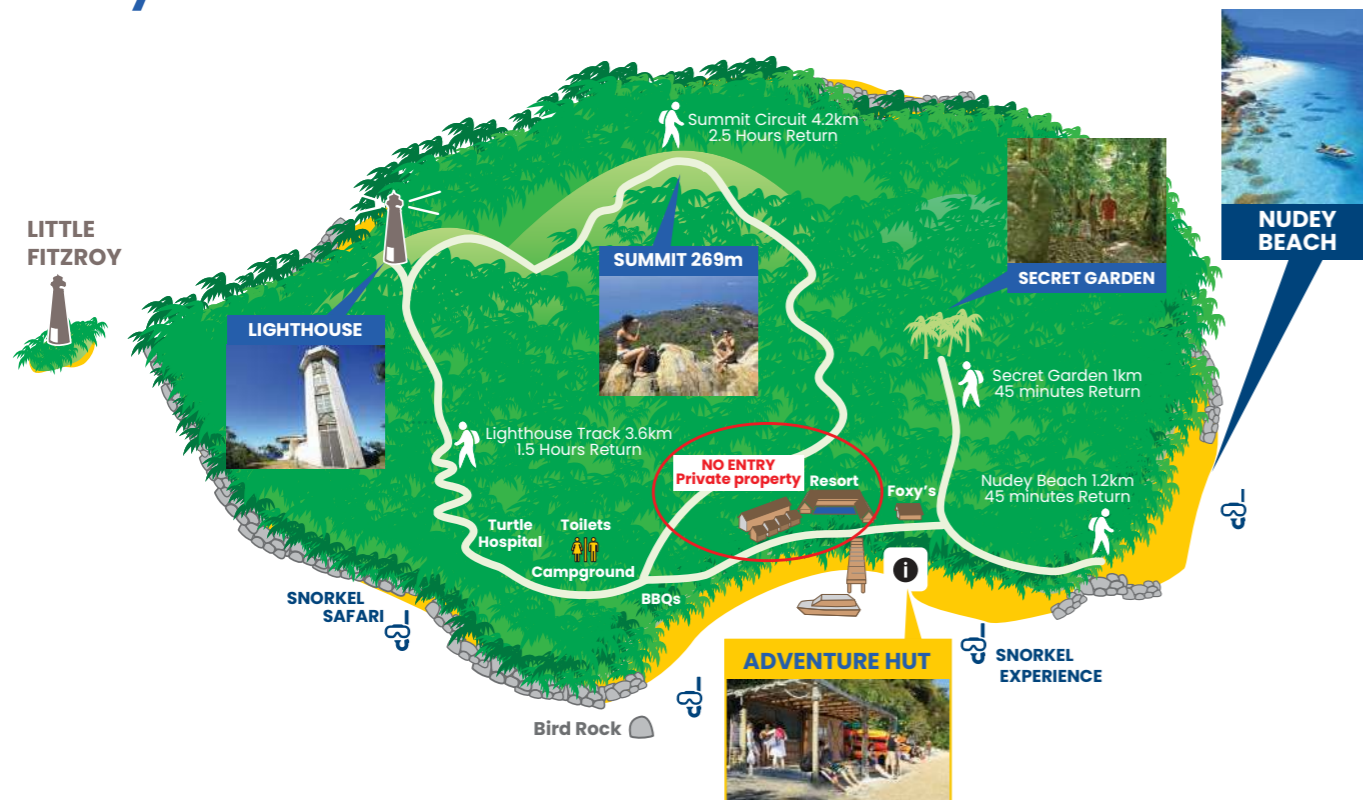 Summit Circuit 4.2km
2.5 Hours Return
NUDEY
BEACH
LITTLE
FITZROY
SUMMIT 269m
SECRET GARDEN
LIGHTHOUSE
Secret Garden 1km
45 minutes Return
Lighthouse Track 3.6km
1.5 Hours Return
NO ENTRY
Private property
Resort
Foxy's
Nudey Beach 1.2km
45 minutes Return
Turtle
Hospital
Toilets
Campground
BBQs
i
SNORKEL
SAFARI
ADVENTURE HUT
SNORKEL
EXPERIENCE
Bird Rock